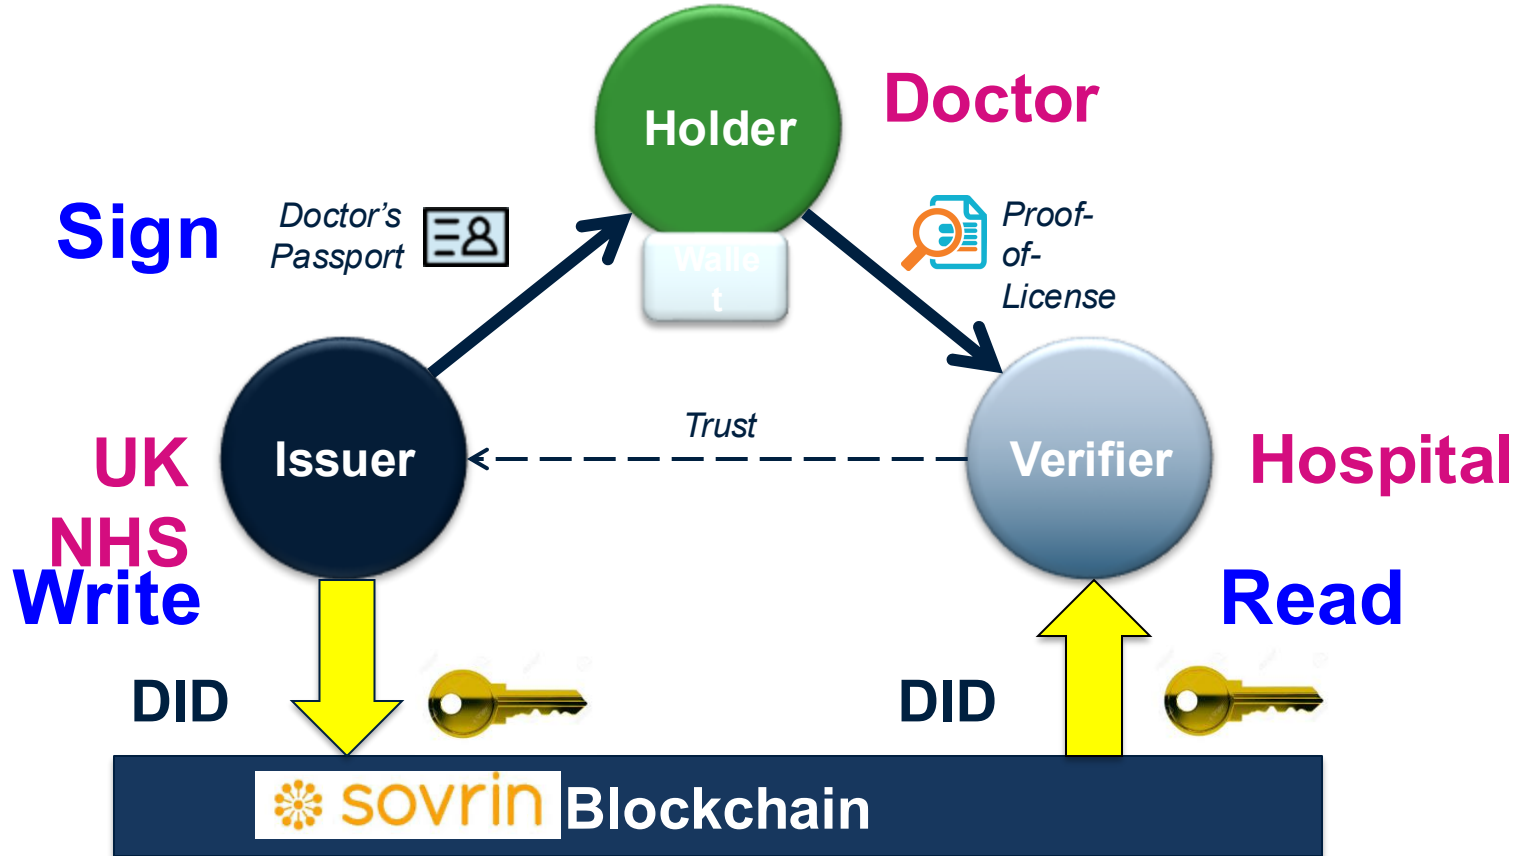 Holder
Doctor
Sign
Doctor's
Passport
Proof-
of-
License
Walle
t
Trust
Issuer
Verifier
UK
NHS
Hospital
Write
Read
DID
DID
sovrin
Blockchain